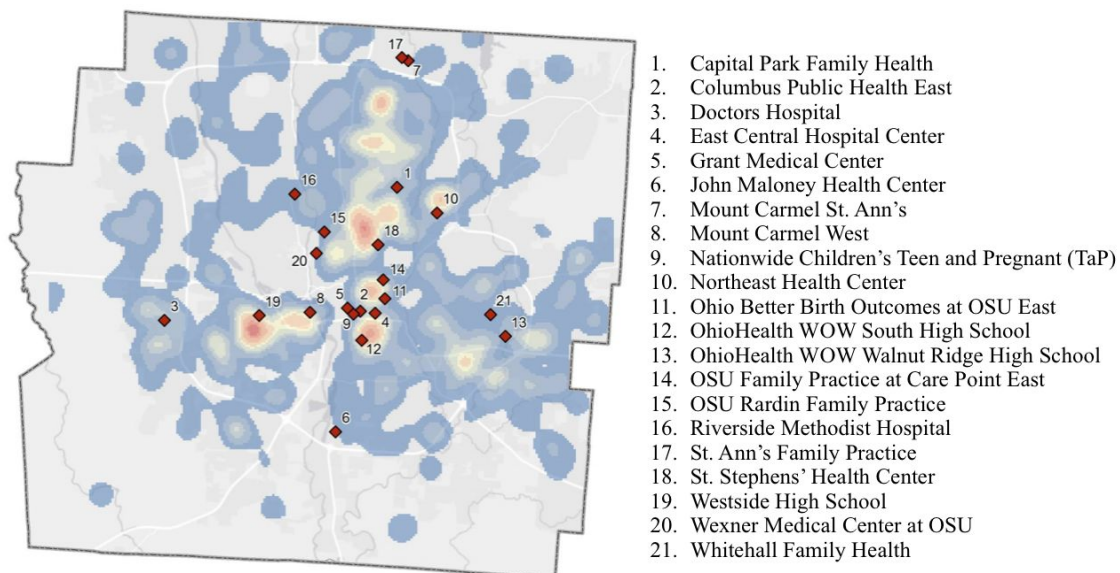 17
7
1
16
10
15
18
20
14
11
21
5
2
8
19
3
9
4
13
12
6
1. Capital Park Family Health
2. Columbus Public Health East
3. Doctors Hospital
4. East Central Hospital Center
5. Grant Medical Center
6. John Maloney Health Center
7. Mount Carmel St. Ann’s
8. Mount Carmel West
9. Nationwide Children’s Teen and Pregnant (TaP)
10. Northeast Health Center
11. Ohio Better Birth Outcomes at OSU East
12. OhioHealth WOW South High School
13. OhioHealth WOW Walnut Ridge High School
14. OSU Family Practice at Care Point East
15. OSU Rardin Family Practice
16. Riverside Methodist Hospital
17. St. Ann’s Family Practice
18. St. Stephens’ Health Center
19. Westside High School
20. Wexner Medical Center at OSU
21. Whitehall Family Health